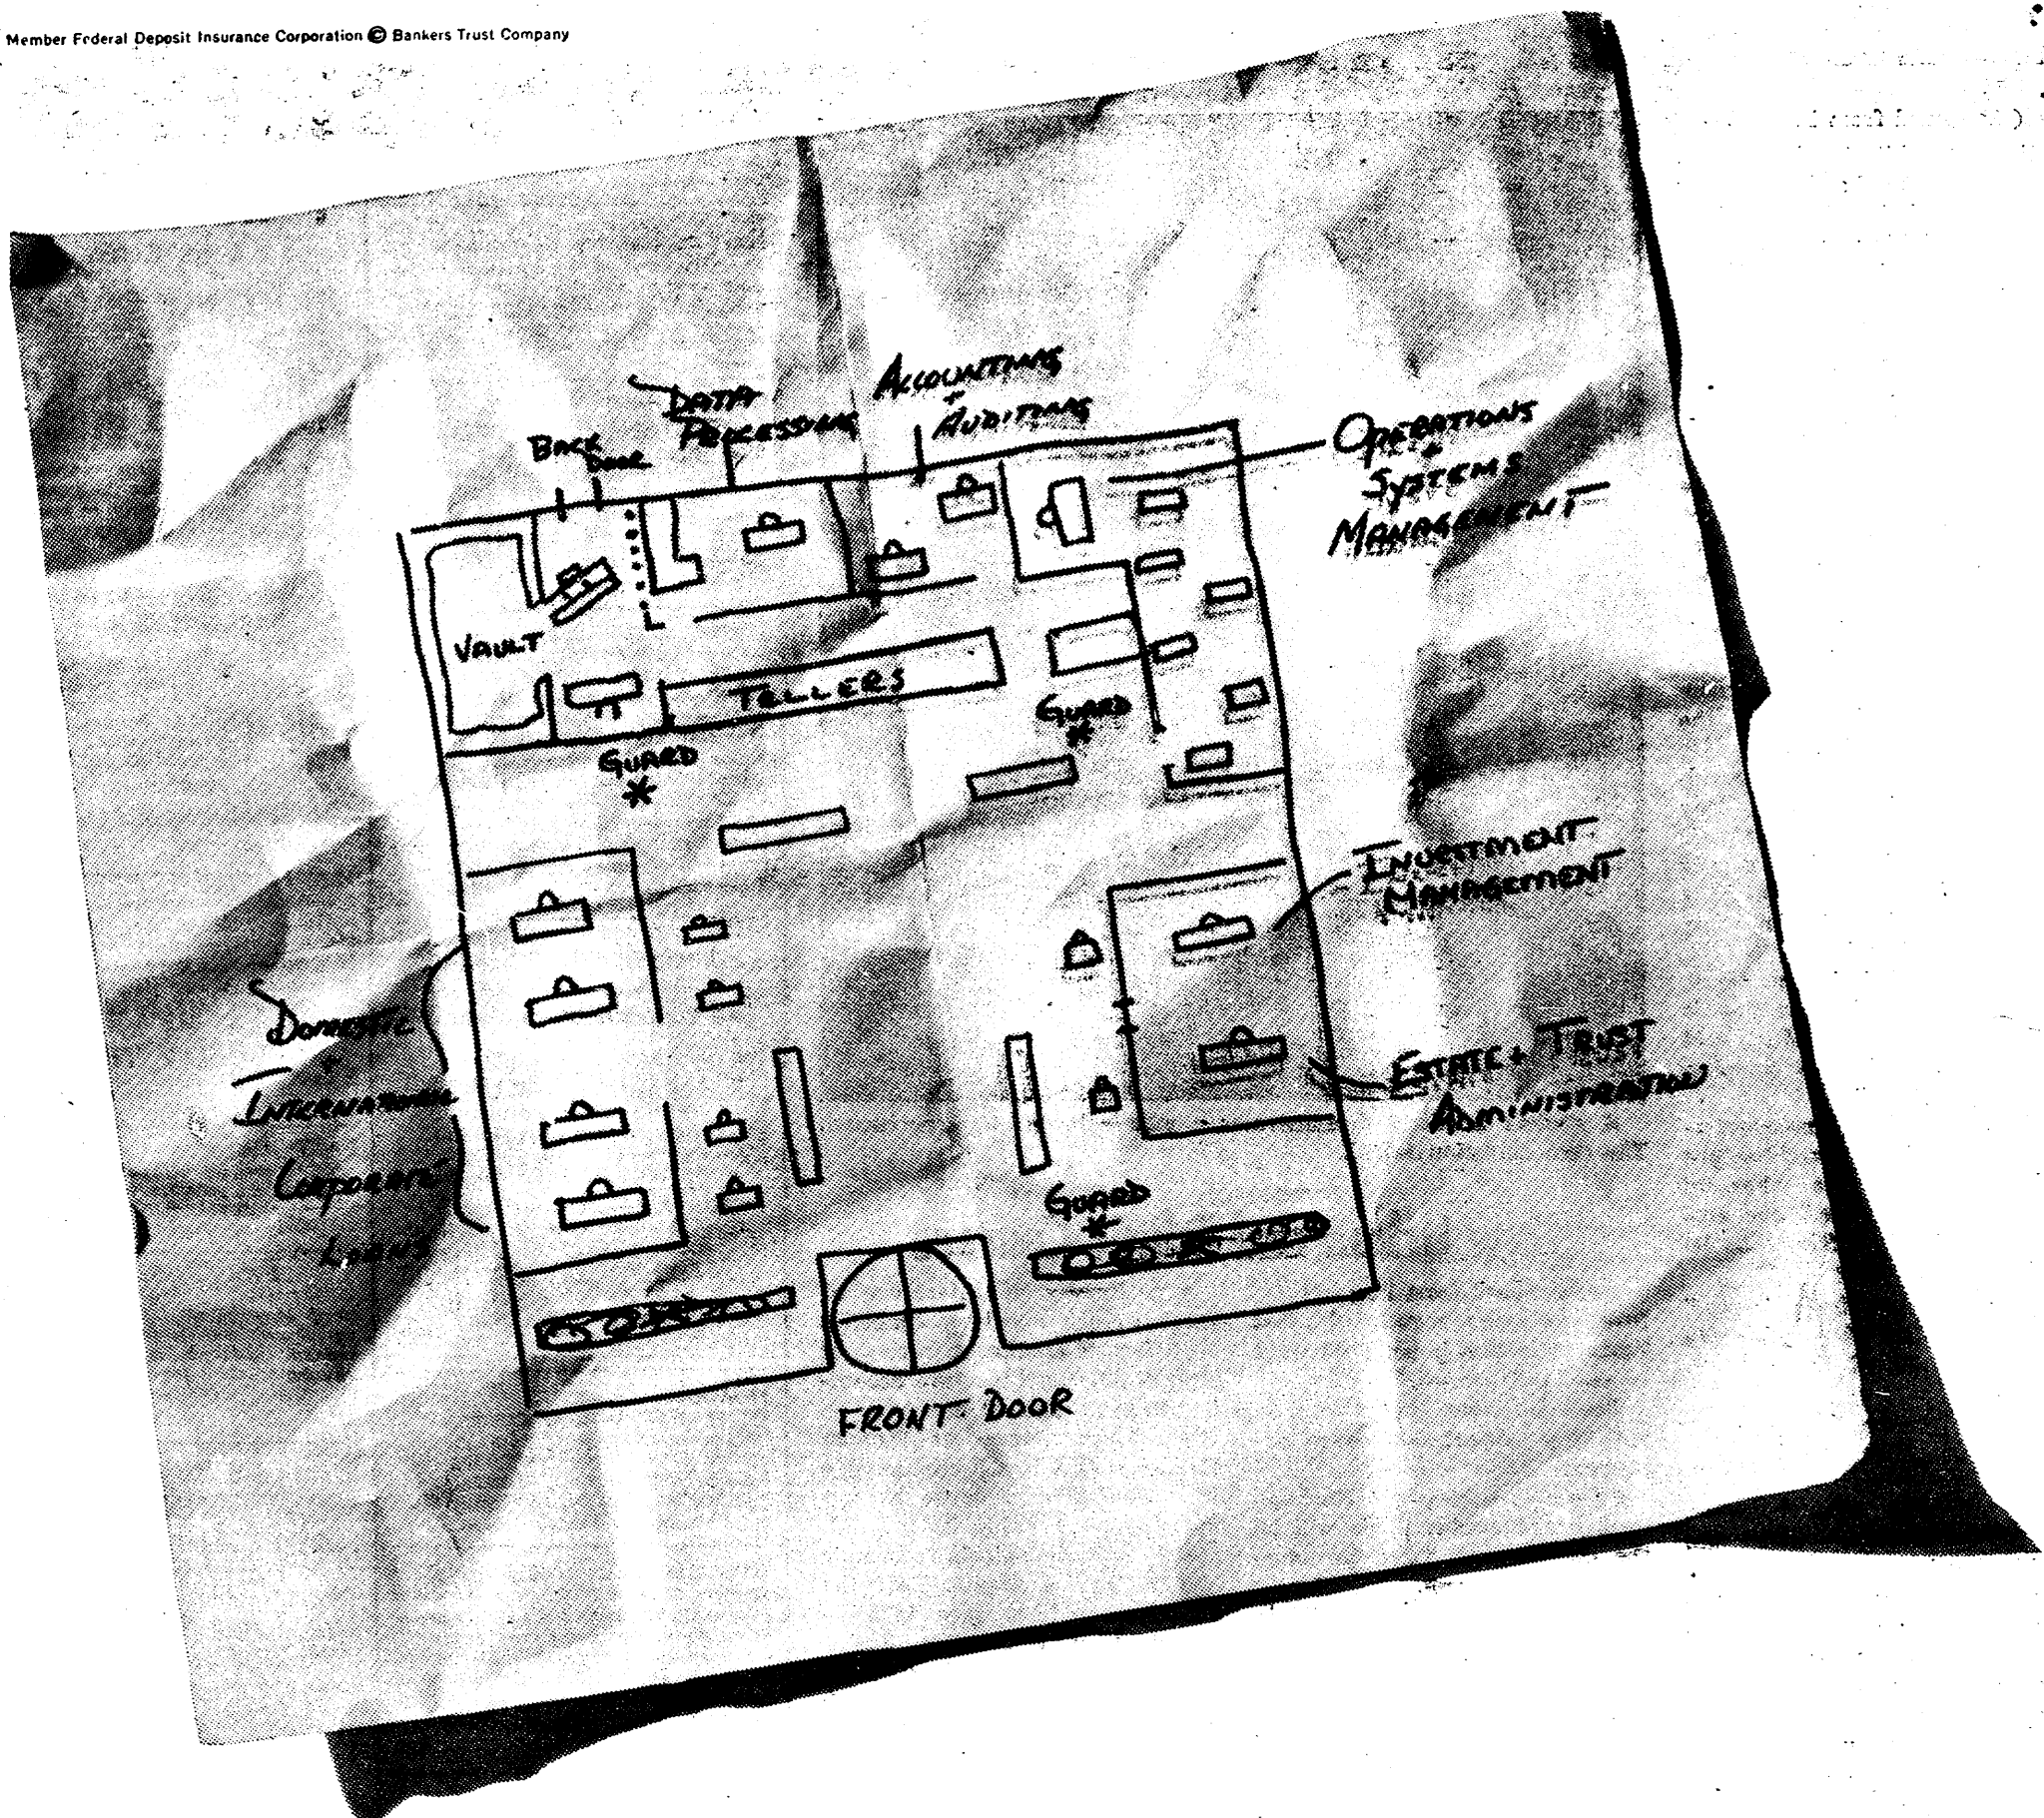 Member Federal Deposit Insurance Corporation © Bankers Trust Company
DATA
PROCESSING
ACCOUNTING
+
AUDITING
BACK
DOOR
OPERATIONS
+
SYSTEMS
MANAGEMENT
VAULT
TELLERS
GUARD
*
GUARD
*
INVESTMENT
MANAGEMENT
DOMESTIC
+
INTERNATIONAL
CORPORATE
LOANS
ESTATE + TRUST
ADMINISTRATION
GUARD
*
FRONT DOOR